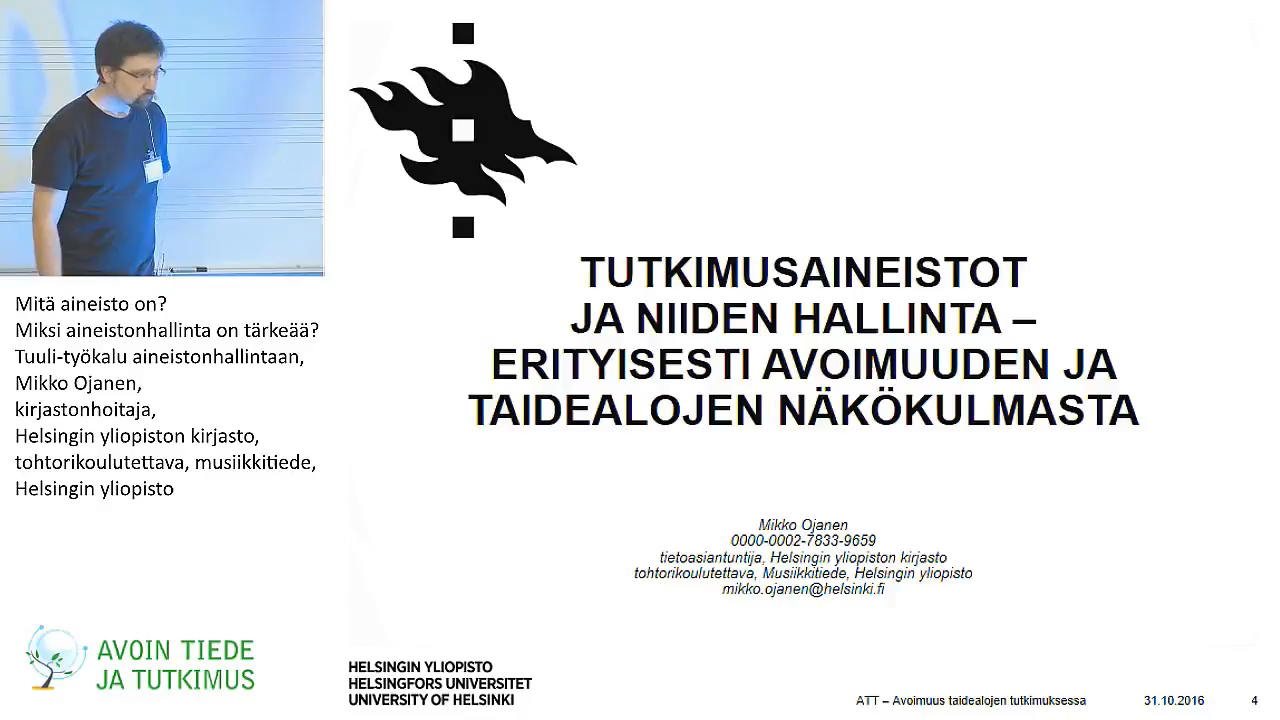 Mitä aineisto on?
Miksi aineistonhallinta on tärkeää?
Tuuli-työkalu aineistonhallintaan,
Mikko Ojanen,
kirjastonhoitaja,
Helsingin yliopiston kirjasto,
tohtorikoulutettava, musiikkitiede,
Helsingin yliopisto
AVOIN TIEDE
JA TUTKIMUS
TUTKIMUSAINEISTOT
JA NIIDEN HALLINTA –
ERITYISESTI AVOIMUUDEN JA
TAIDEALOJEN NÄKÖKULMASTA
Mikko Ojanen
0000-0002-7833-9659
tietoasiantuntija, Helsingin yliopiston kirjasto
tohtorikoulutettava, Musiikkitiede, Helsingin yliopisto
mikko.ojanen@helsinki.fi
HELSINGIN YLIOPISTO
HELSINGFORS UNIVERSITET
UNIVERSITY OF HELSINKI
ATT – Avoimuus taidealojen tutkimuksessa
31.10.2016
4